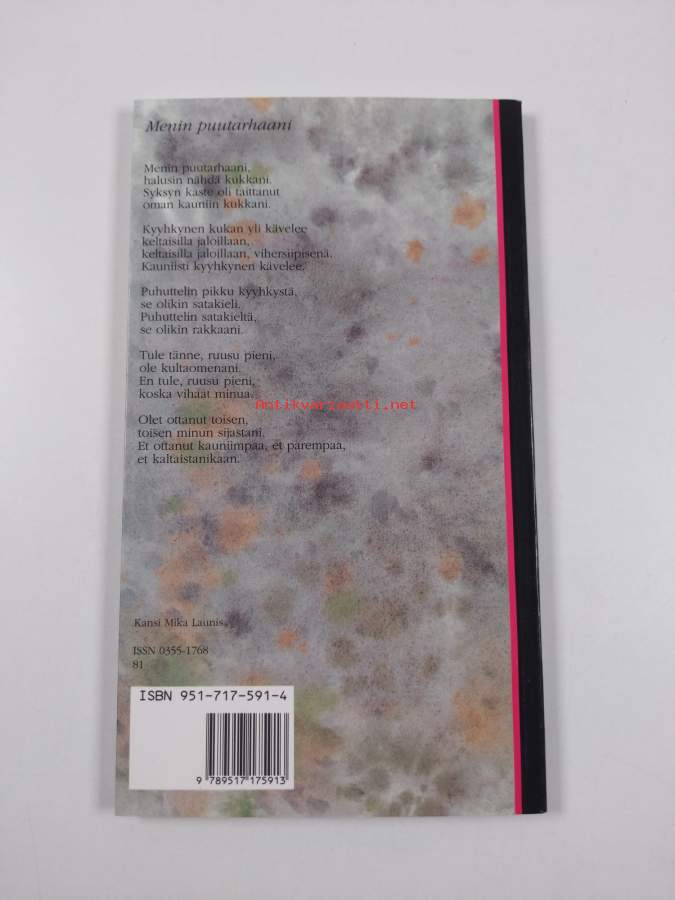 Menin puutarhaani
Menin puutarhaani,
halusin nähdä kukkani.
Syksyn kaste oli taittanut
oman kauniin kukkani.
Kyyhkynen kukan yli kävelee
keltaisilla jaloillaan,
keltaisilla jaloillaan, vihersiipisenä.
Kauniisti kyyhkynen kävelee.
Puhuttelin pikku kyyhkystä,
se olikin satakieli.
Puhuttelin satakieltä,
se olikin rakkaani.
Tule tänne, ruusu pieni,
ole kultaomenani.
En tule, ruusu pieni,
koska vihaat minua.
Antikvariaatti.net
Olet ottanut toisen,
toisen minun sijastani.
Et ottanut kauniimpaa, et parempaa,
et kaltaistanikaan.
Kansi Mika Launis
ISSN 0355-1768
81
ISBN 951-717-591-4
9 789517 175913